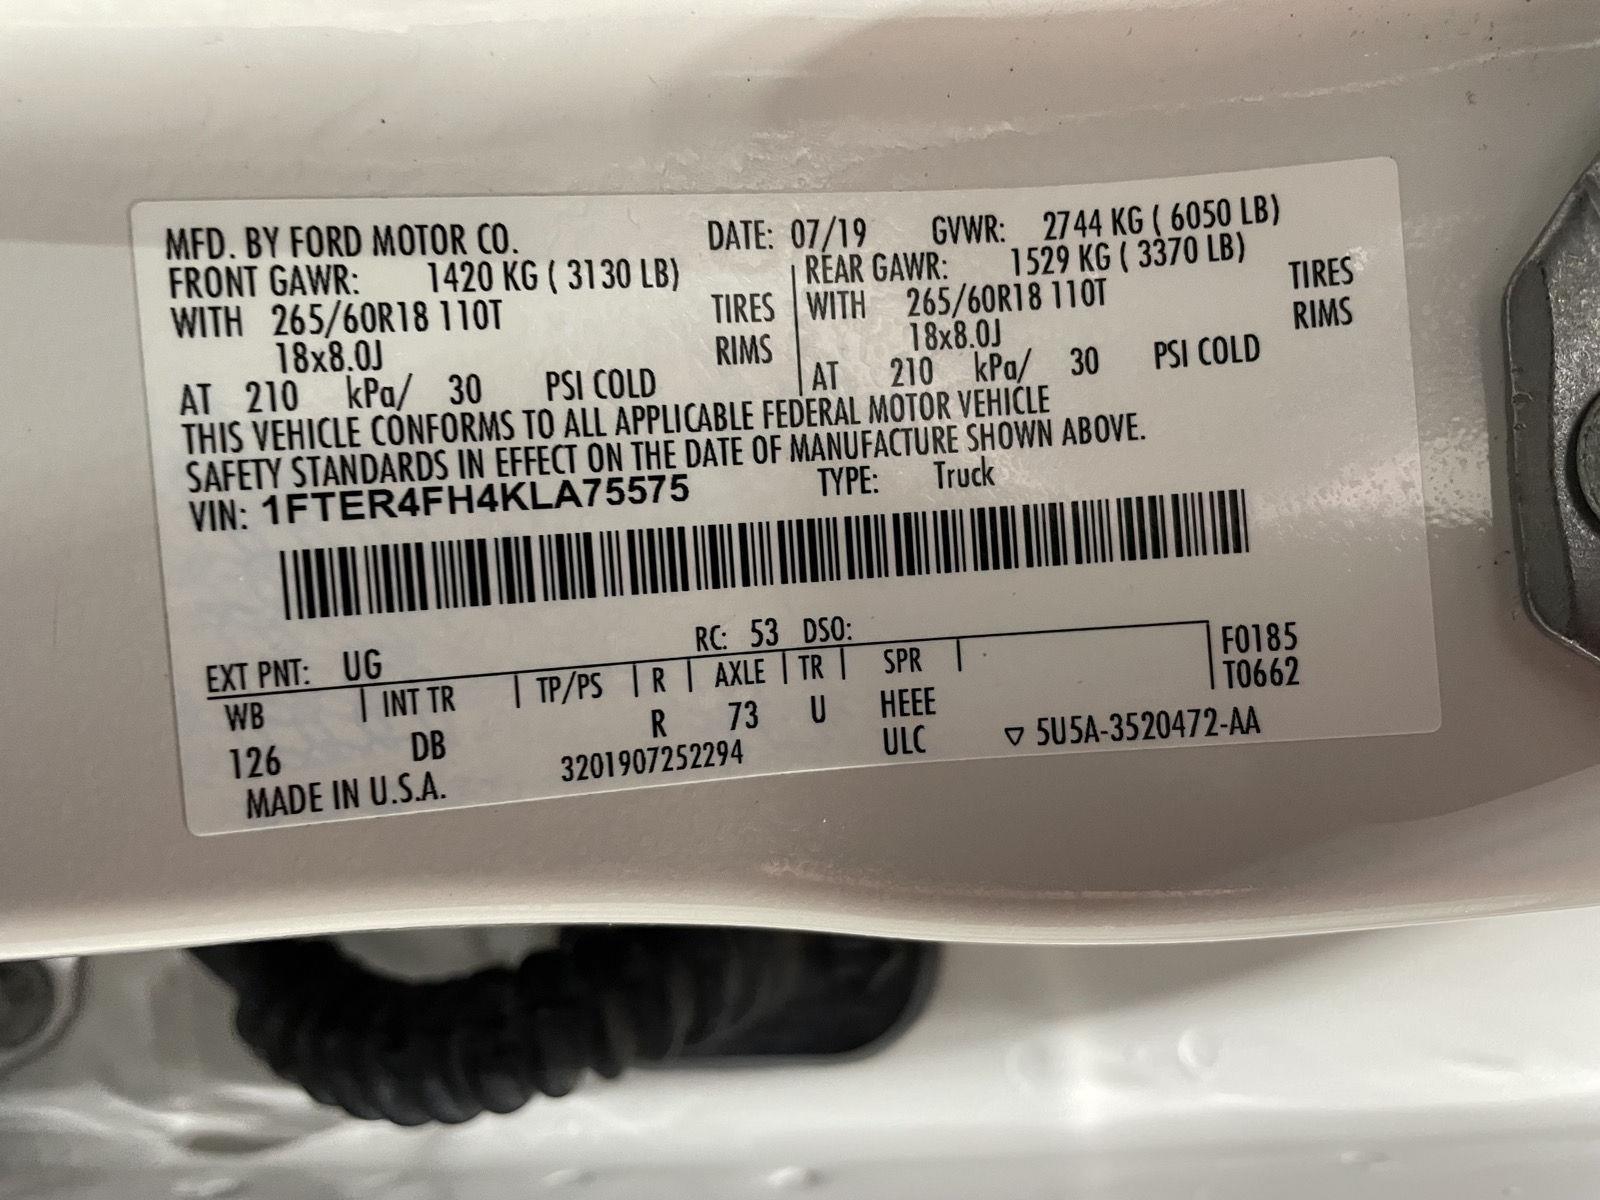 MFD. BY FORD MOTOR CO. DATE: 07/19 GVWR: 2744 KG ( 6050 LB)
FRONT GAWR: 1420 KG ( 3130 LB) REAR GAWR: 1529 KG ( 3370 LB)
WITH 265/60R18 110T TIRES WITH 265/60R18 110T TIRES
18x8.0J RIMS 18x8.0J RIMS
AT 210 kPa/ 30 PSI COLD AT 210 kPa/ 30 PSI COLD
THIS VEHICLE CONFORMS TO ALL APPLICABLE FEDERAL MOTOR VEHICLE
SAFETY STANDARDS IN EFFECT ON THE DATE OF MANUFACTURE SHOWN ABOVE.
VIN: 1FTER4FH4KLA75575 TYPE: Truck
EXT PNT: UG RC: 53 DSO: F0185
WB INT TR TP/PS R AXLE TR SPR T0662
126 DB R 73 U HEEE
MADE IN U.S.A. 3201907252294 ULC ▽ 5U5A-3520472-AA